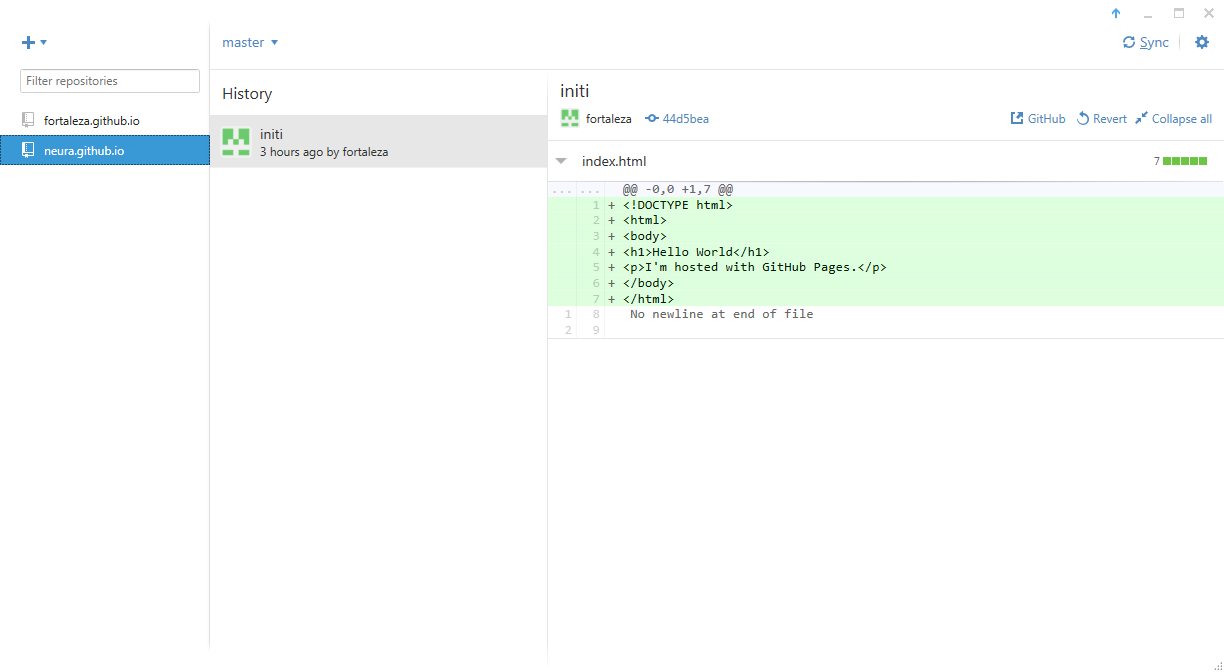 master
Sync
Filter repositories
fortaleza.github.io
neura.github.io
History
initi
3 hours ago by fortaleza
initi
fortaleza 44d5bea
GitHub Revert Collapse all
index.html 7
... ... @@ -0,0 +1,7 @@
1 + <!DOCTYPE html>
2 + <html>
3 + <body>
4 + <h1>Hello World</h1>
5 + <p>I'm hosted with GitHub Pages.</p>
6 + </body>
7 + </html>
1 8 No newline at end of file
2 9